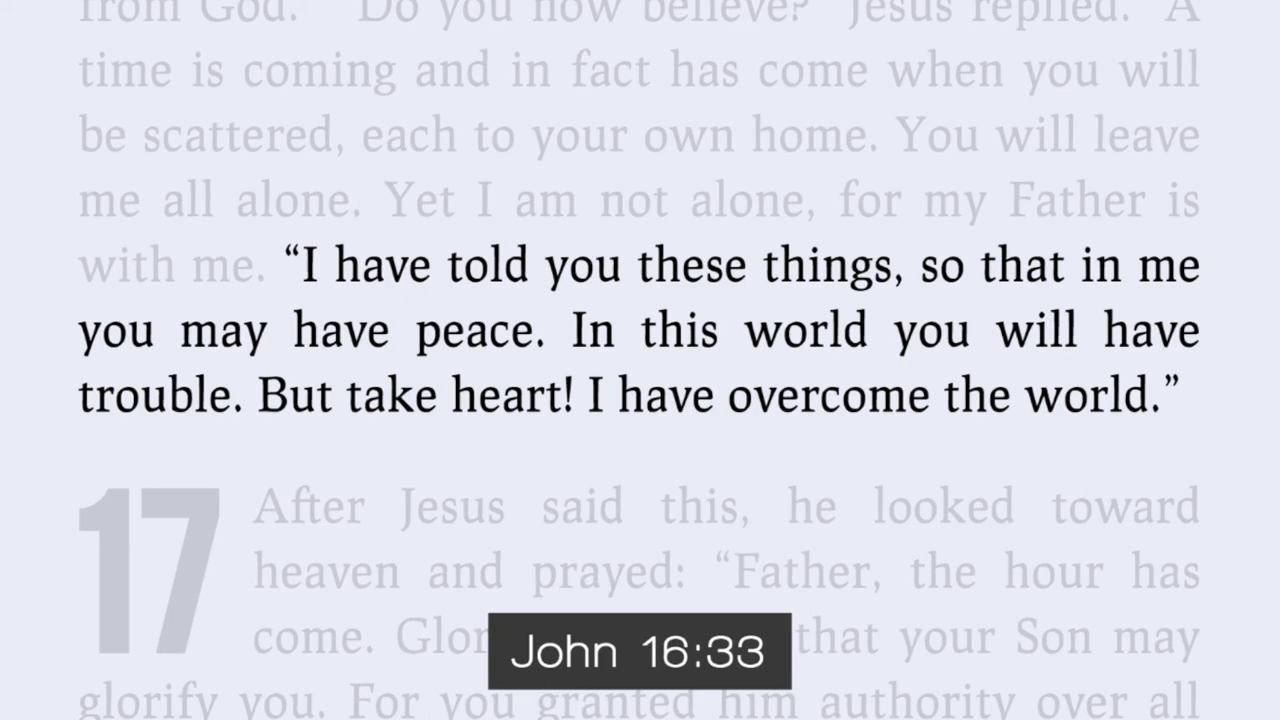 from God." "Do you now believe?" Jesus replied. "A
time is coming and in fact has come when you will
be scattered, each to your own home. You will leave
me all alone. Yet I am not alone, for my Father is
with me. “I have told you these things, so that in me
you may have peace. In this world you will have
trouble. But take heart! I have overcome the world.”
17
After Jesus said this, he looked toward
heaven and prayed: “Father, the hour has
come. that your Son may
glorify you. For you granted him authority over all
John 16:33